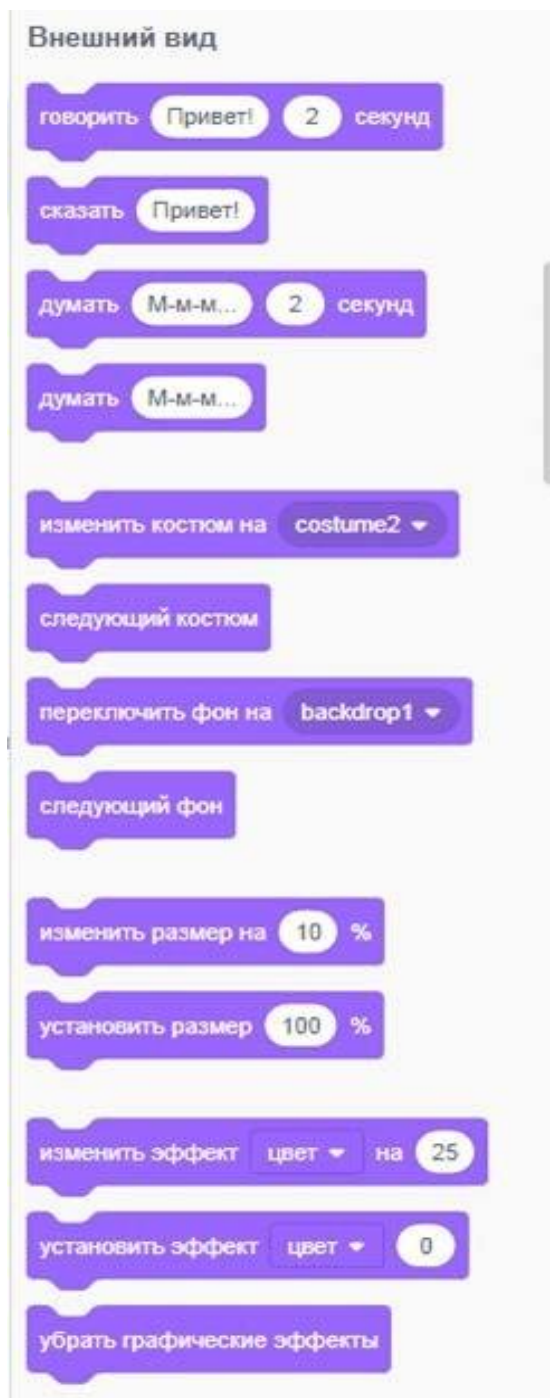 Внешний вид
говорить Привет! 2 секунд
сказать Привет!
думать М-м-м... 2 секунд
думать М-м-м...
изменить костюм на costume2
следующий костюм
переключить фон на backdrop1
следующий фон
изменить размер на 10 %
установить размер 100 %
изменить эффект цвет на 25
установить эффект цвет 0
убрать графические эффекты